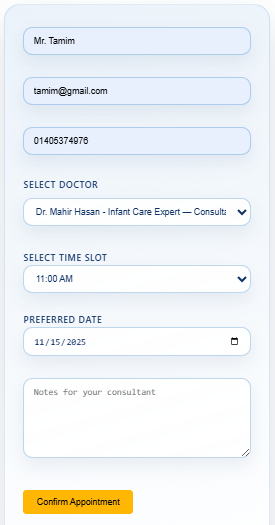 Mr. Tamim
tamim@gmail.com
01405374976
SELECT DOCTOR
Dr. Mahir Hasan - Infant Care Expert — Consulta
SELECT TIME SLOT
11:00 AM
PREFERRED DATE
11/15/2025
Notes for your consultant
Confirm Appointment